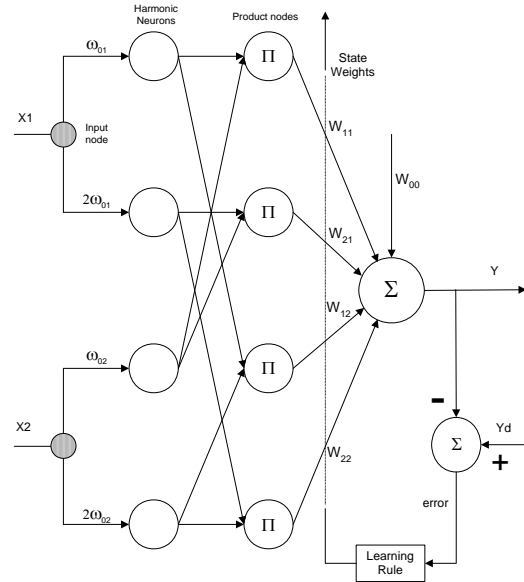 Harmonic
Neurons
Product nodes
ω01
Π
State
Weights
X1
Input
node
W11
W00
2ω01
Π
W21
Σ
Y
W12
ω02
Π
X2
W22
-
Σ
Yd
+
error
2ω02
Π
Learning
Rule